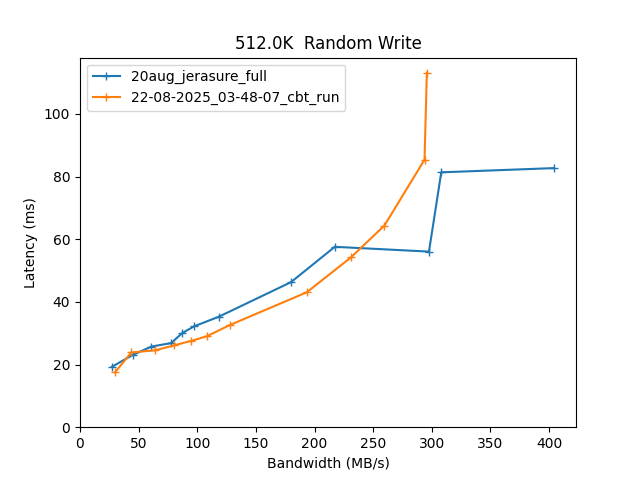 512.0K  Random Write
20aug_jerasure_full
22-08-2025_03-48-07_cbt_run
Latency (ms)
100
80
60
40
20
0
0 50 100 150 200 250 300 350 400
Bandwidth (MB/s)